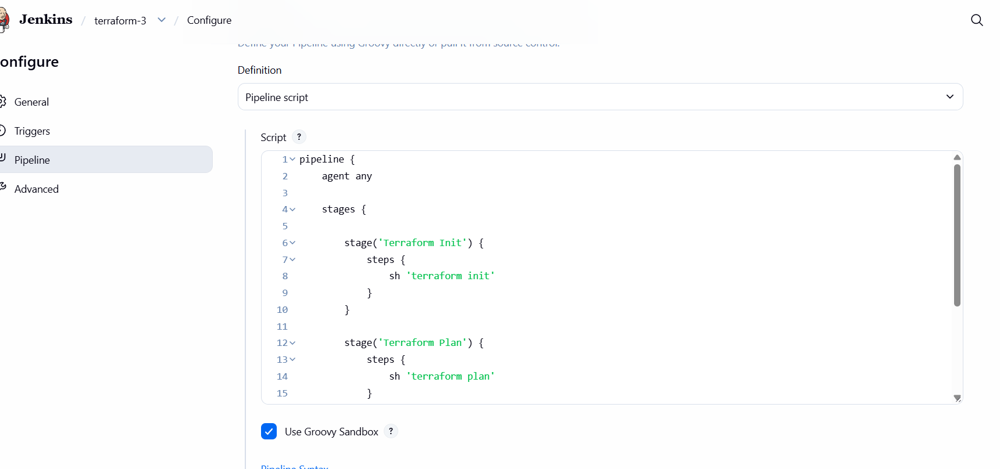 Jenkins / terraform-3 / Configure
Define your Pipeline using Groovy directly or pull it from source control.
onfigure
General
Triggers
Pipeline
Advanced
Definition
Pipeline script
Script ?
1 pipeline {
2     agent any
3
4     stages {
5
6         stage('Terraform Init') {
7             steps {
8                 sh 'terraform init'
9             }
10         }
11
12         stage('Terraform Plan') {
13             steps {
14                 sh 'terraform plan'
15             }
Use Groovy Sandbox ?
Pipeline Syntax